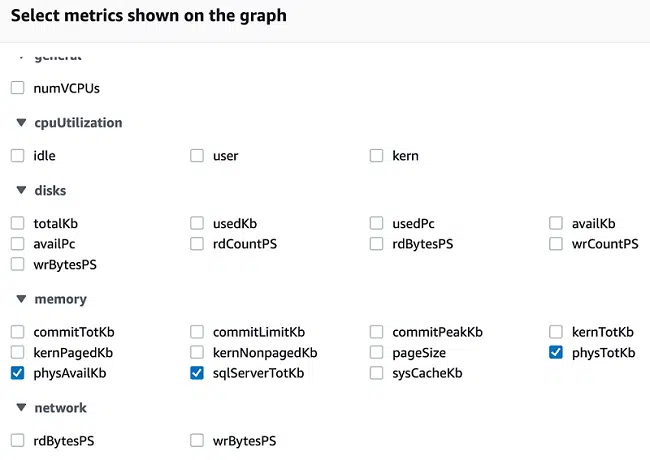 Select metrics shown on the graph
general
numVCPUs
cpuUtilization
idle user kern
disks
totalKb usedKb usedPc availKb
availPc rdCountPS rdBytesPS wrCountPS
wrBytesPS
memory
commitTotKb commitLimitKb commitPeakKb kernTotKb
kernPagedKb kernNonpagedKb pageSize physTotKb
physAvailKb sqlServerTotKb sysCacheKb
network
rdBytesPS wrBytesPS